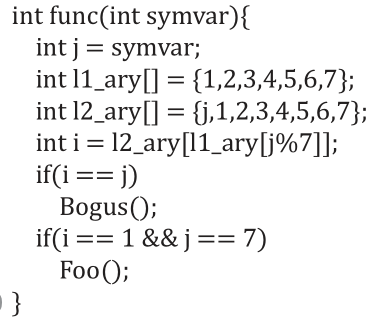 int func(int symvar){
int j = symvar;
int l1_ary[] = {1,2,3,4,5,6,7};
int l2_ary[] = {j,1,2,3,4,5,6,7};
int i = l2_ary[l1_ary[j%7]];
if(i == j)
Bogus();
if(i == 1 && j == 7)
Foo();
}